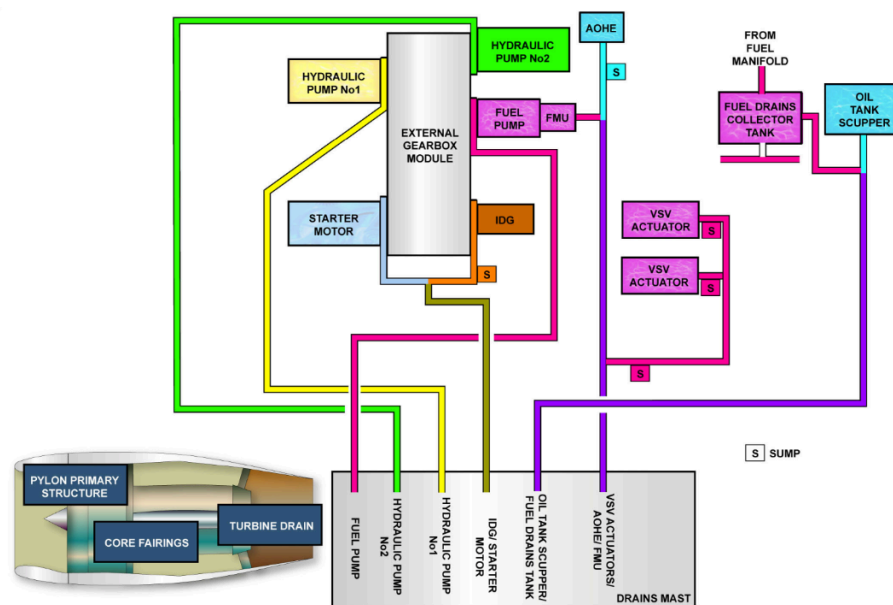 AOHE
S
HYDRAULIC
PUMP No2
HYDRAULIC
PUMP No1
FUEL
PUMP
FMU
EXTERNAL
GEARBOX
MODULE
STARTER
MOTOR
IDG
S
FROM
FUEL
MANIFOLD
FUEL DRAINS
COLLECTOR
TANK
OIL
TANK
SCUPPER
VSV
ACTUATOR
S
VSV
ACTUATOR
S
S
S SUMP
PYLON PRIMARY
STRUCTURE
CORE FAIRINGS
TURBINE DRAIN
FUEL PUMP
HYDRAULIC PUMP
No2
HYDRAULIC PUMP
No1
IDG/ STARTER
MOTOR
OIL TANK SCUPPER/
FUEL DRAINS TANK
VSV ACTUATORS/
AOHE/ FMU
DRAINS MAST